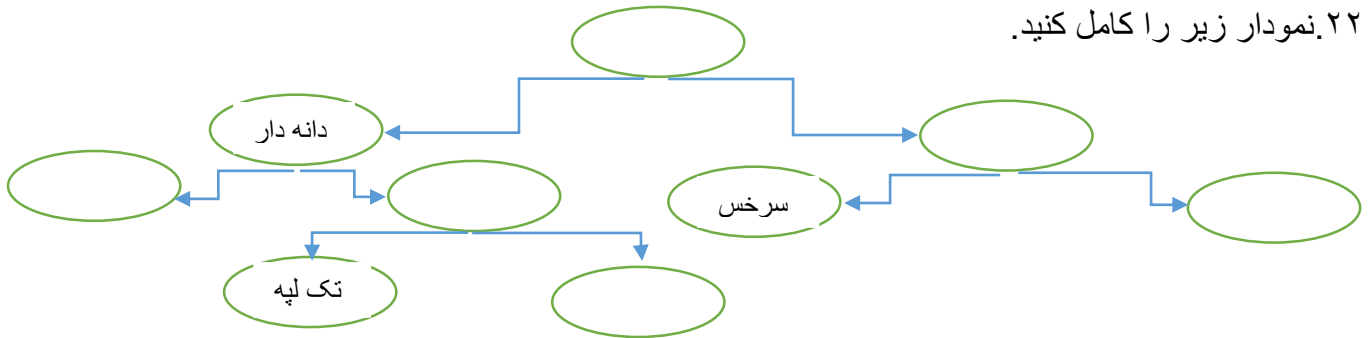 ۲۲.نمودار زیر را کامل کنید.
دانه دار
سرخس
تک لپه